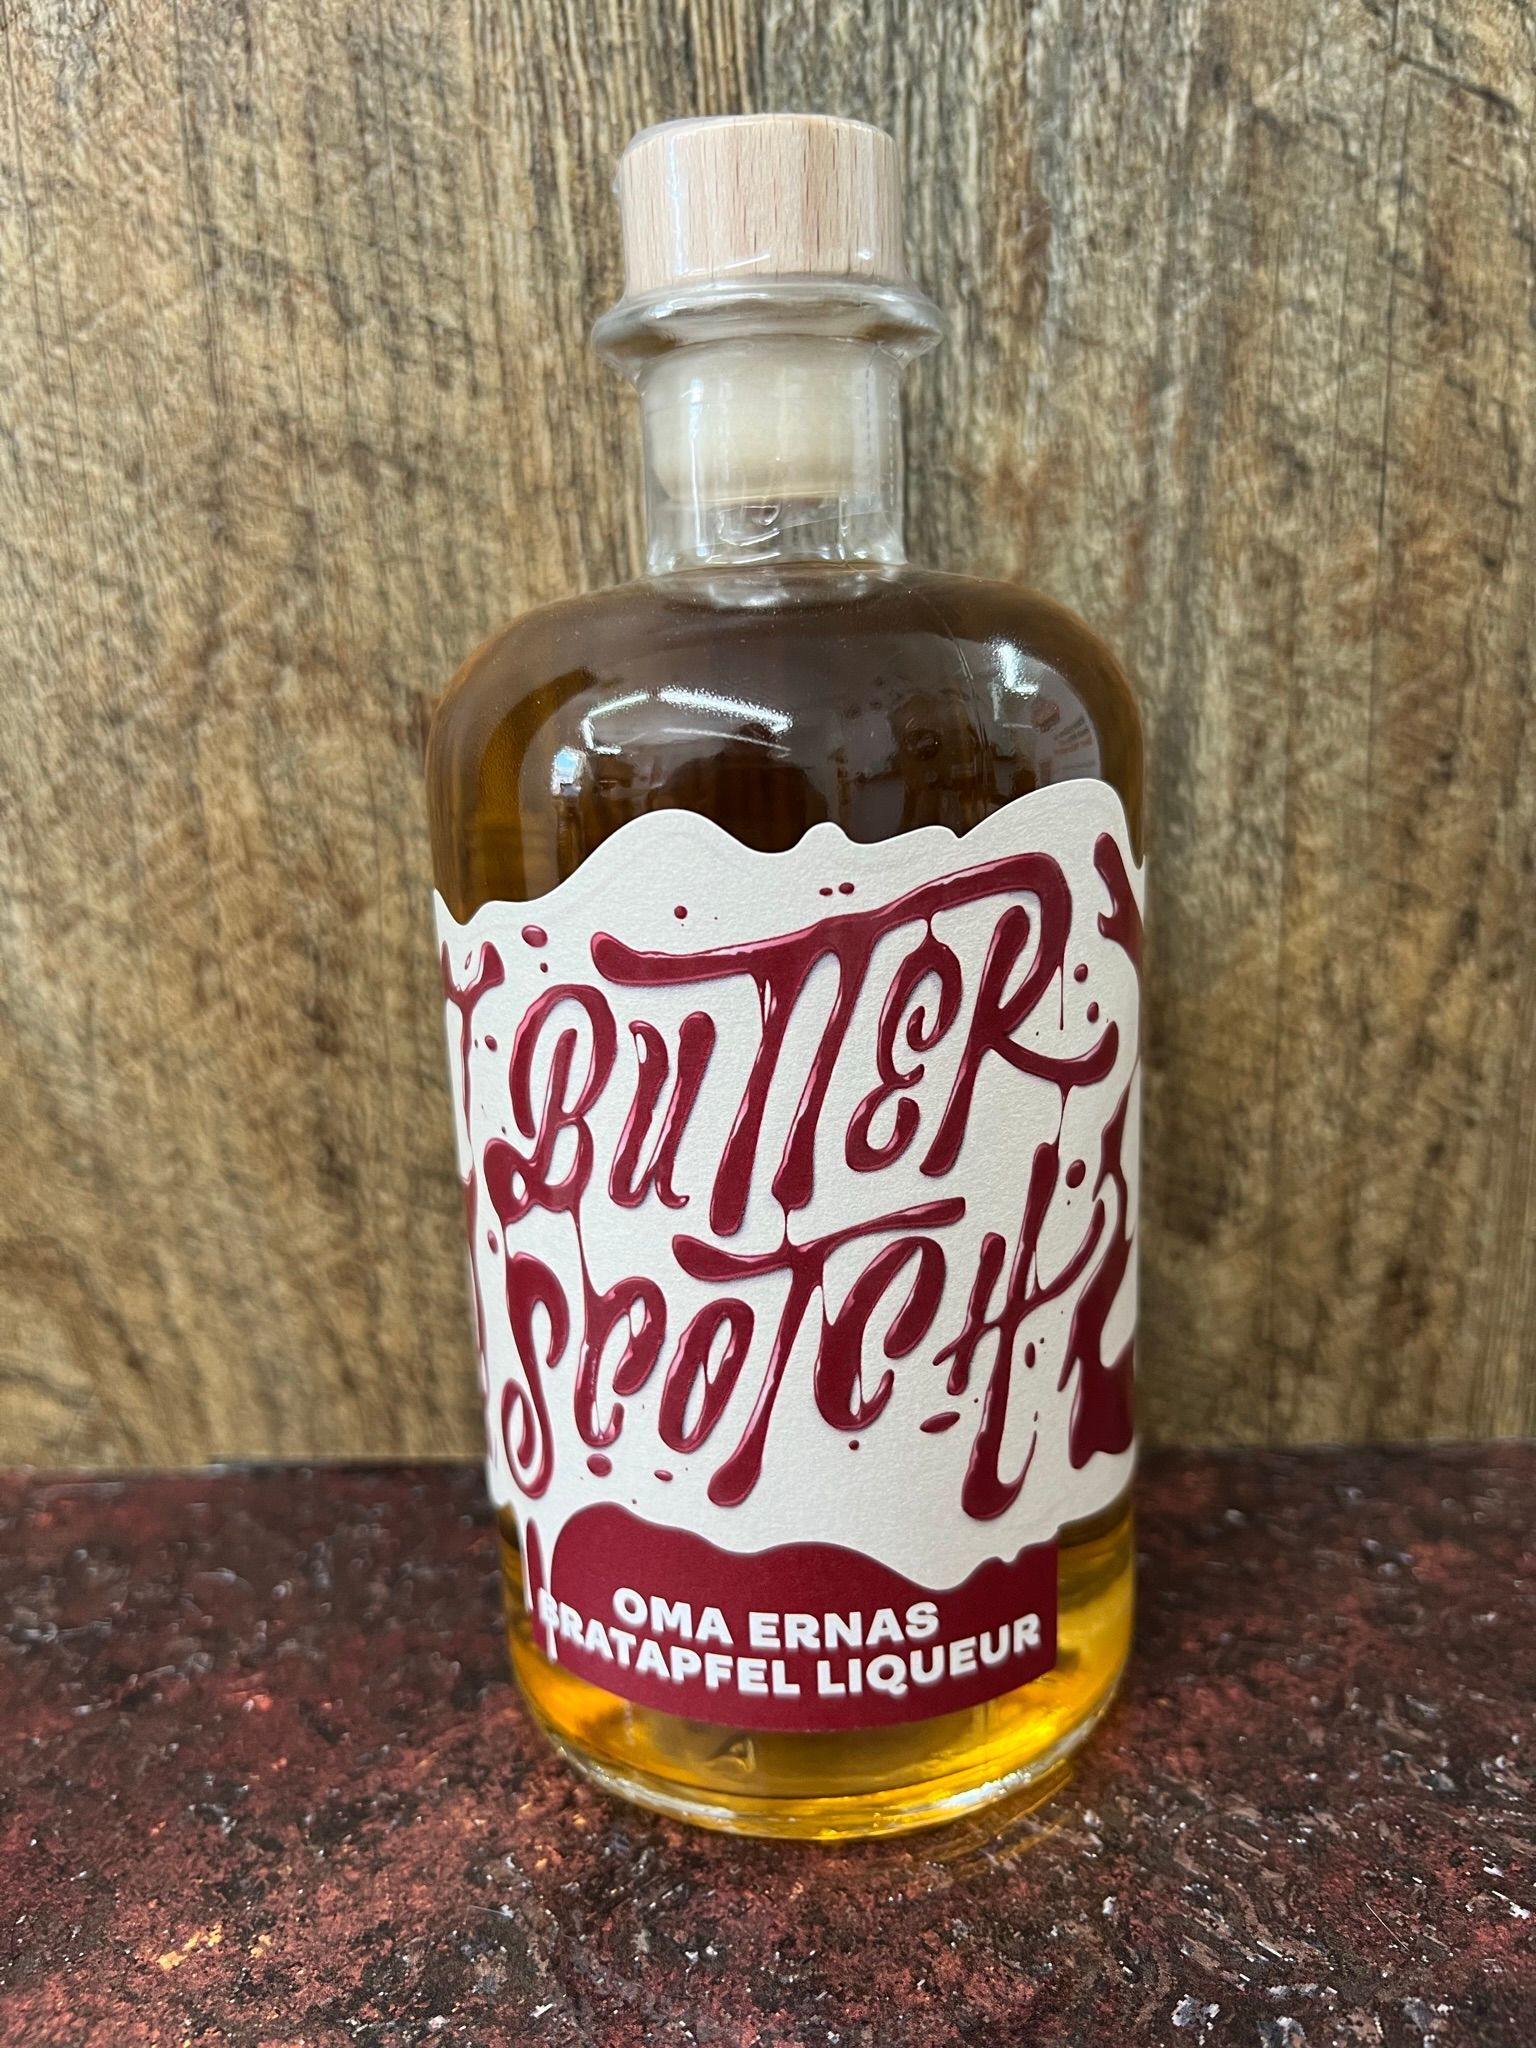 BUTTER
SCOTCH
OMA ERNAS
BRATAPFEL LIQUEUR